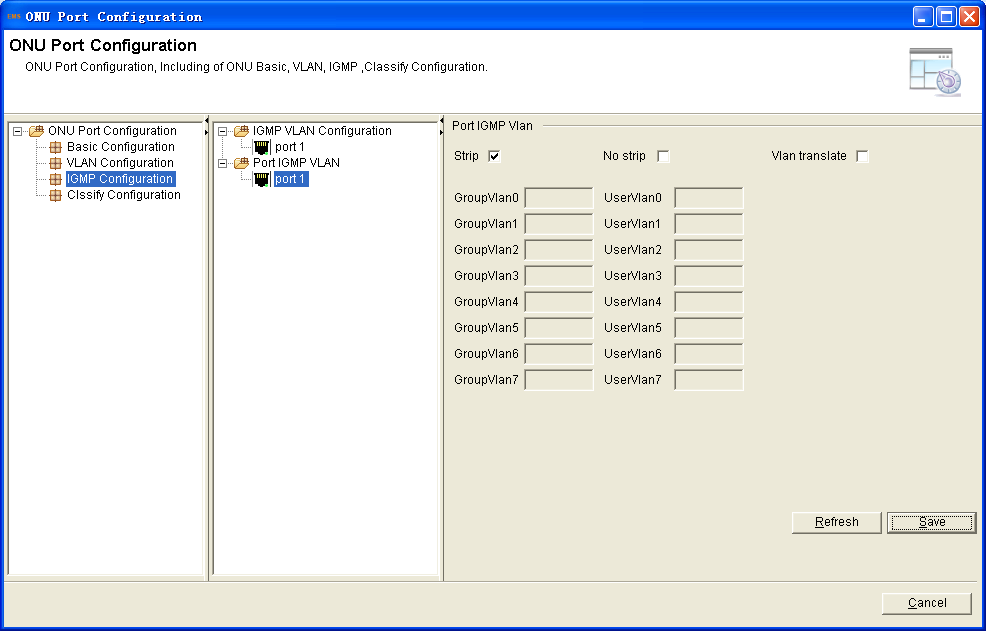 EMS ONU Port Configuration
ONU Port Configuration
ONU Port Configuration, Including of ONU Basic, VLAN, IGMP ,Classify Configuration.
ONU Port Configuration
Basic Configuration
VLAN Configuration
IGMP Configuration
Clssify Configuration
IGMP VLAN Configuration
port 1
Port IGMP VLAN
port 1
Port IGMP Vlan
Strip No strip Vlan translate
GroupVlan0 UserVlan0
GroupVlan1 UserVlan1
GroupVlan2 UserVlan2
GroupVlan3 UserVlan3
GroupVlan4 UserVlan4
GroupVlan5 UserVlan5
GroupVlan6 UserVlan6
GroupVlan7 UserVlan7
Refresh Save
Cancel